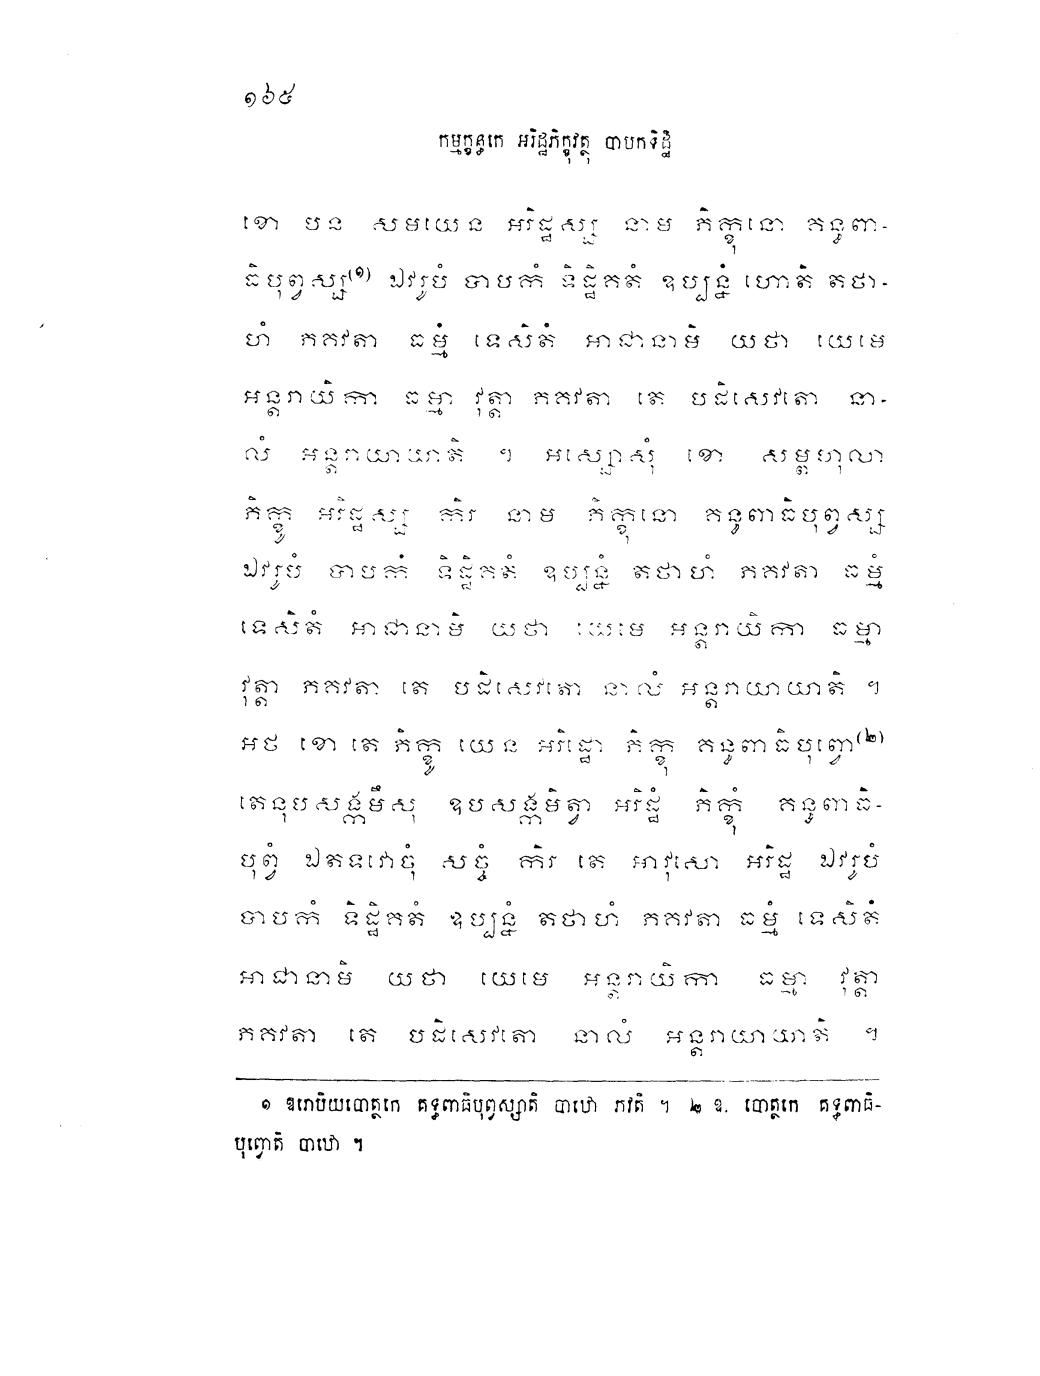 ១៦៥
កម្មក្ខន្ធកេ អរិដ្ឋភិក្ខុវត្ថុ បាបកទិដ្ឋិ
ខោ បន សមយេន អរិដ្ឋស្ស នាម ភិក្ខុនោ គន្ធពា-
ធិបុព្វស្ស(១) ឯវរូបំ បាបកំ ទិដ្ឋិគតំ ឧប្បន្នំ ហោតិ តថា-
ហំ ភគវតា ធម្មំ ទេសិតំ អាជានាមិ យថា យេមេ
អន្តរាយិកា ធម្មា វុត្តា ភគវតា តេ បដិសេវតោ នា-
លំ អន្តរាយាយាតិ ។ អស្សោសុំ ខោ សម្ពហុលា
ភិក្ខូ អរិដ្ឋស្ស កិរ នាម ភិក្ខុនោ គន្ធពាធិបុព្វស្ស
ឯវរូបំ បាបកំ ទិដ្ឋិគតំ ឧប្បន្នំ តថាហំ ភគវតា ធម្មំ
ទេសិតំ អាជានាមិ យថា យេមេ អន្តរាយិកា ធម្មា
វុត្តា ភគវតា តេ បដិសេវតោ នាលំ អន្តរាយាយាតិ ។
អថ ខោ តេ ភិក្ខូ យេន អរិដ្ឋោ ភិក្ខុ គន្ធពាធិបុព្វោ(២)
តេនុបសង្កមឹសុ ឧបសង្កមិត្វា អរិដ្ឋំ ភិក្ខុំ គន្ធពាធិ-
បុព្វំ ឯតទវោចុំ សច្ចំ កិរ តេ អាវុសោ អរិដ្ឋ ឯវរូបំ
បាបកំ ទិដ្ឋិគតំ ឧប្បន្នំ តថាហំ ភគវតា ធម្មំ ទេសិតំ
អាជានាមិ យថា យេមេ អន្តរាយិកា ធម្មា វុត្តា
ភគវតា តេ បដិសេវតោ នាលំ អន្តរាយាយាតិ ។
១ ឱរោបិយបោត្ថកេ គទ្ធពាធិបុព្វស្សាតិ បាឋោ ភវតិ ។ ២ ឱ. បោត្ថកេ គទ្ធពាធិ-
បុព្វោតិ បាឋោ ។